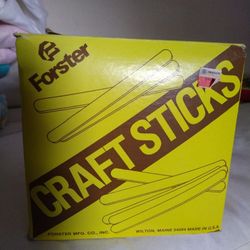 Forster
CRAFT STICKS
FORSTER MFG. CO., INC. WILTON, MAINE 04294 MADE IN U.S.A.